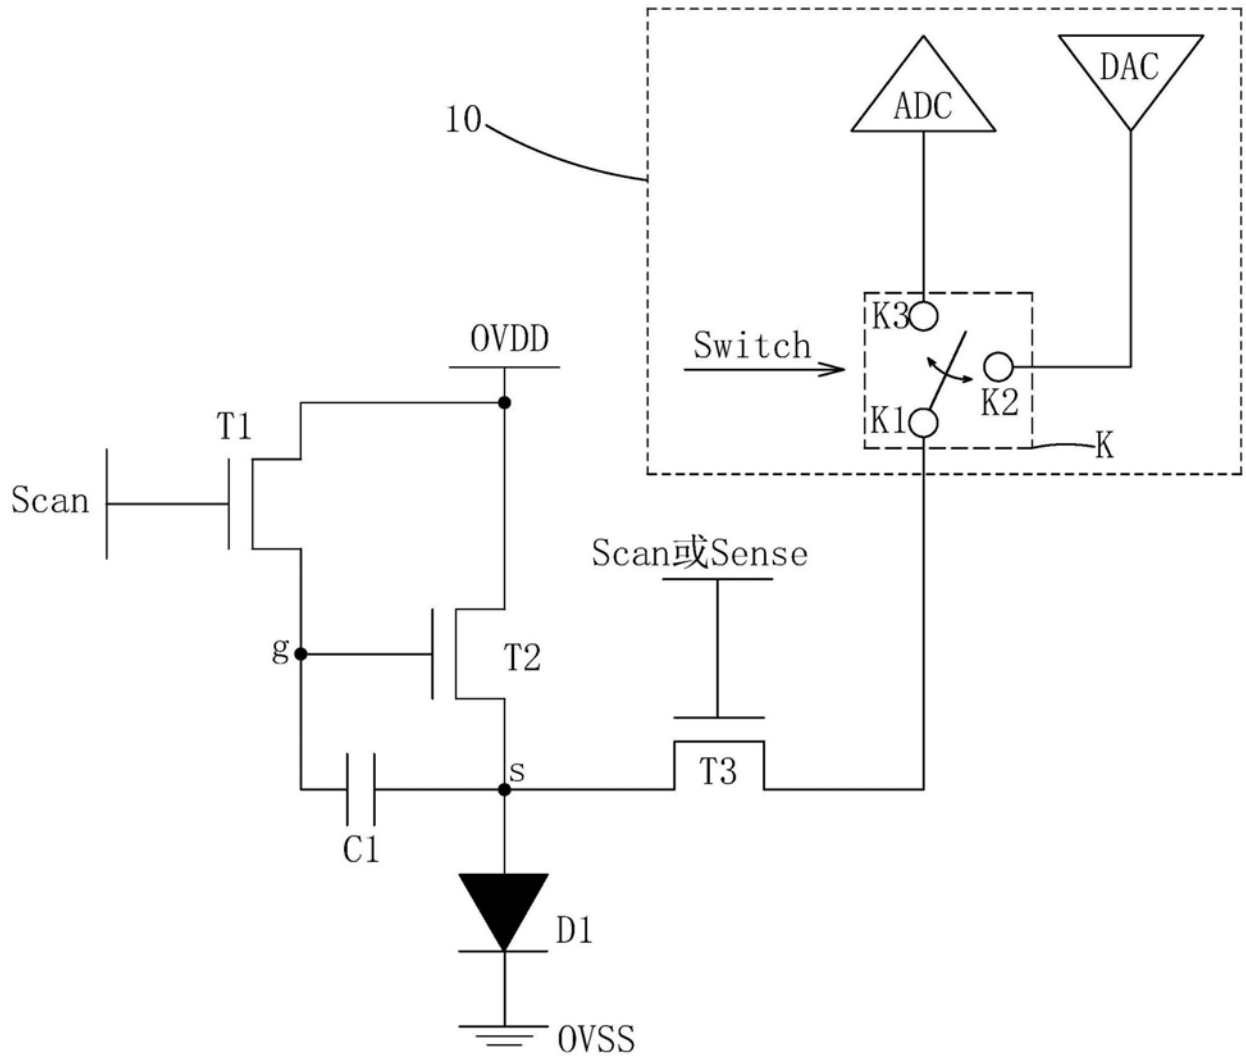 DAC
ADC
10
K3
OVDD
Switch
K2
T1
K1
K
Scan
Scan或Sense
g
T2
s
T3
C1
D1
OVSS